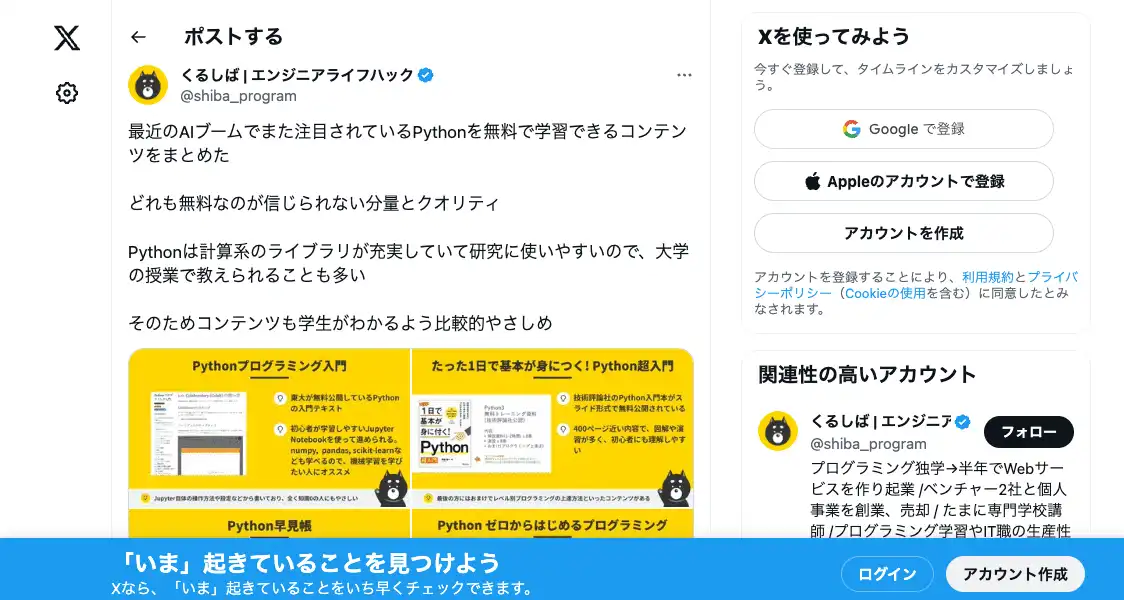 ポストする
くるしば | エンジニアライフハック
@shiba_program
最近のAIブームでまた注目されているPythonを無料で学習できるコンテン
ツをまとめた
どれも無料なのが信じられない分量とクオリティ
Pythonは計算系のライブラリが充実していて研究に使いやすいので、大学
の授業で教えられることも多い
そのためコンテンツも学生がわかるよう比較的やさしめ
Pythonプログラミング入門
東大が無料公開しているPython
の入門テキスト
初心者が学習しやすいJupyter
Notebookを使って進められる。
numpy, pandas, scikit-learnな
ども学べるので、機械学習を学び
たい人にオススメ
Jupyter自体の操作方法や設定などから書いており、全く知識0の人にもやさしい
たった1日で基本が身につく! Python超入門
1日で
基本が
身に付く!
Python
超入門
Python3
技術評論社のPython入門本がス
ライド形式で無料公開されている
400ページ近い内容で、図解や演
習が多く、初心者にも理解しやす
い
最後の方にはおまけでレベル別プログラミングの上達方法といったコンテンツがある
Python早見帳
Python ゼロからはじめるプログラミング
Xを使ってみよう
今すぐ登録して、タイムラインをカスタマイズしましょ
う。
Google で登録
Appleのアカウントで登録
アカウントを作成
アカウントを登録することにより、利用規約とプライバ
シーポリシー（Cookieの使用を含む）に同意したとみ
なされます。
関連性の高いアカウント
くるしば | エンジニア
@shiba_program
フォロー
プログラミング独学→半年でWebサー
ビスを作り起業 /ベンチャー2社と個人
事業を創業、売却 / たまに専門学校講
師 /プログラミング学習やIT職の生産性
「いま」起きていることを見つけよう
Xなら、「いま」起きていることをいち早くチェックできます。
ログイン
アカウント作成